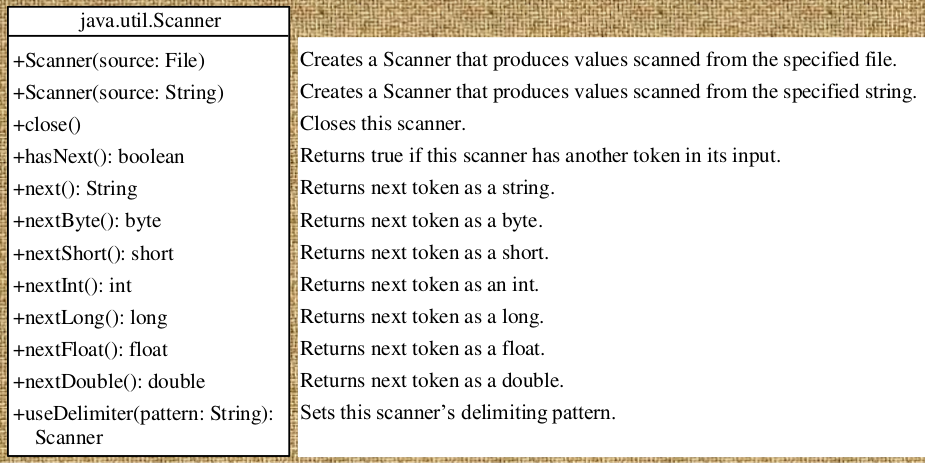 java.util.Scanner
+Scanner(source: File) Creates a Scanner that produces values scanned from the specified file.
+Scanner(source: String) Creates a Scanner that produces values scanned from the specified string.
+close() Closes this scanner.
+hasNext(): boolean Returns true if this scanner has another token in its input.
+next(): String Returns next token as a string.
+nextByte(): byte Returns next token as a byte.
+nextShort(): short Returns next token as a short.
+nextInt(): int Returns next token as an int.
+nextLong(): long Returns next token as a long.
+nextFloat(): float Returns next token as a float.
+nextDouble(): double Returns next token as a double.
+useDelimiter(pattern: String): Sets this scanner’s delimiting pattern.
Scanner